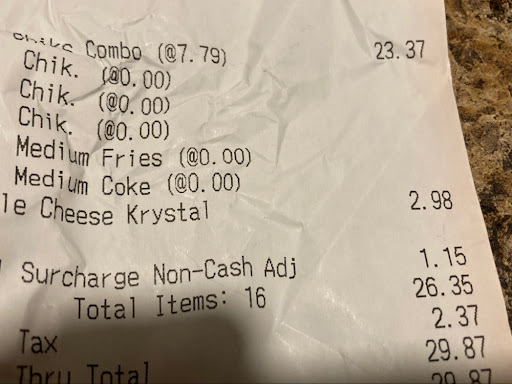 Combo (@7.79) 23.37
Chik. (@0.00)
Chik. (@0.00)
Chik. (@0.00)
Medium Fries (@0.00)
Medium Coke (@0.00)
le Cheese Krystal 2.98
Surcharge Non-Cash Adj 1.15
Total Items: 16 26.35
Tax 2.37
Thru Total 29.87
29.87